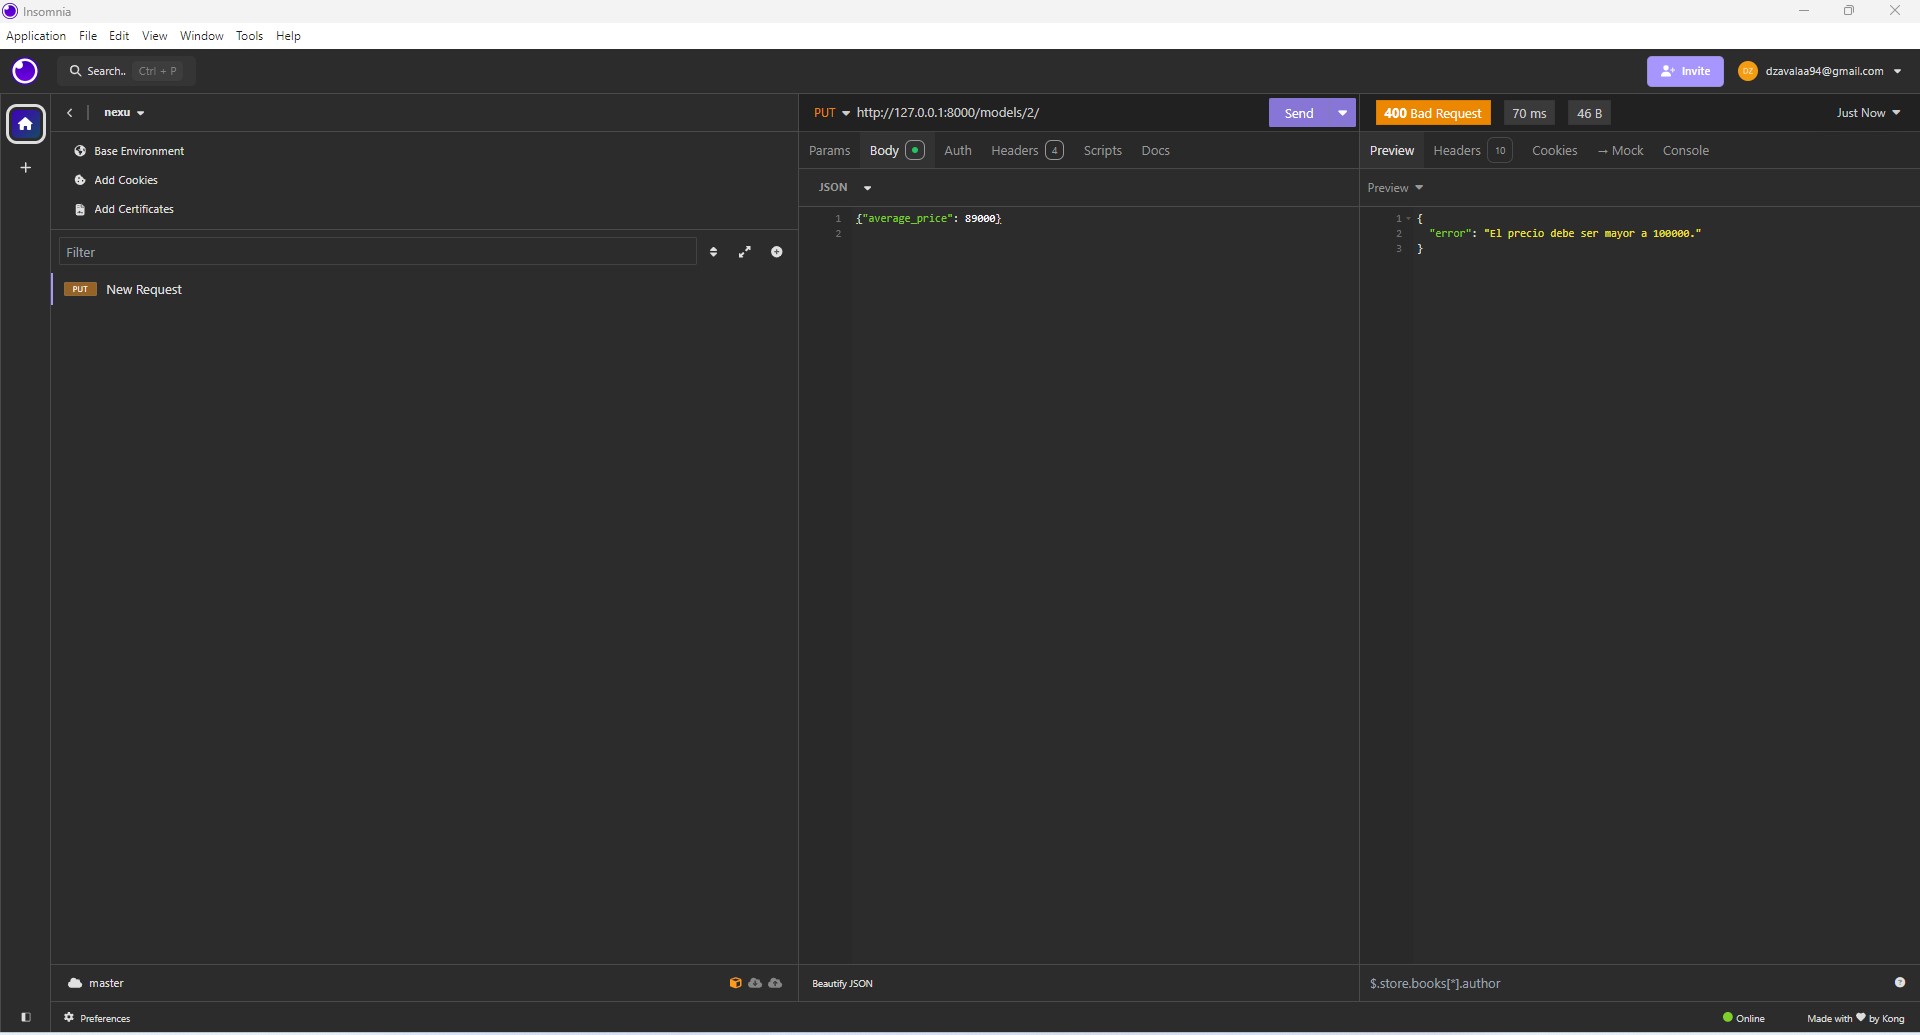 Insomnia
Application File Edit View Window Tools Help
Search.. Ctrl + P
Invite
DZ dzavalaa94@gmail.com
nexu
PUT http://127.0.0.1:8000/models/2/
Send
400 Bad Request 70 ms 46 B
Just Now
Base Environment
Add Cookies
Add Certificates
Params Body Auth Headers 4 Scripts Docs
Preview Headers 10 Cookies → Mock Console
JSON
Preview
Filter
PUT New Request
1 {"average_price": 89000}
2
1 {
2 "error": "El precio debe ser mayor a 100000."
3 }
master
Beautify JSON
$.store.books[*].author
Preferences
Online
Made with ❤ by Kong